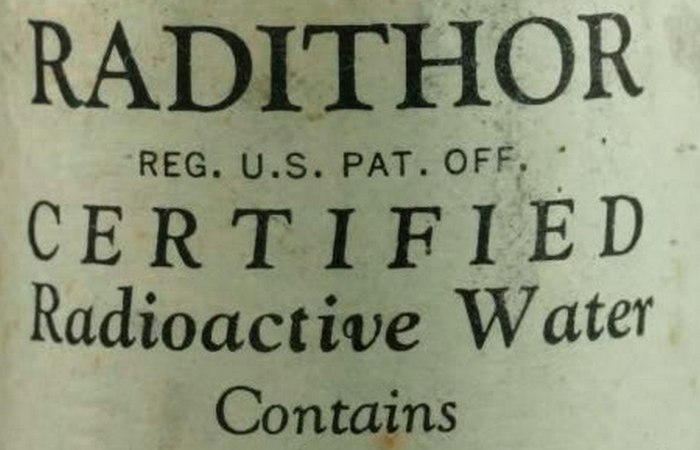 RADITHOR
REG. U.S. PAT. OFF.
CERTIFIED
Radioactive Water
Contains